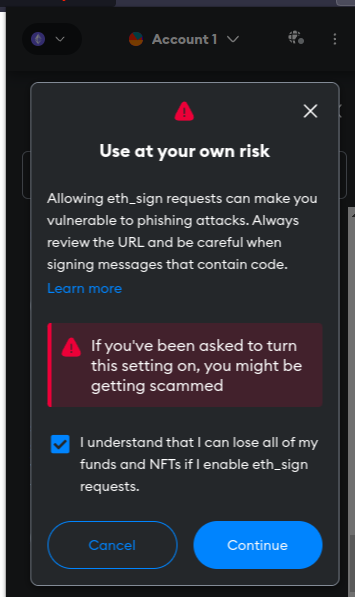 Account 1
Use at your own risk
Allowing eth_sign requests can make you
vulnerable to phishing attacks. Always
review the URL and be careful when
signing messages that contain code.
Learn more
If you've been asked to turn
this setting on, you might be
getting scammed
I understand that I can lose all of my
funds and NFTs if I enable eth_sign
requests.
Cancel
Continue